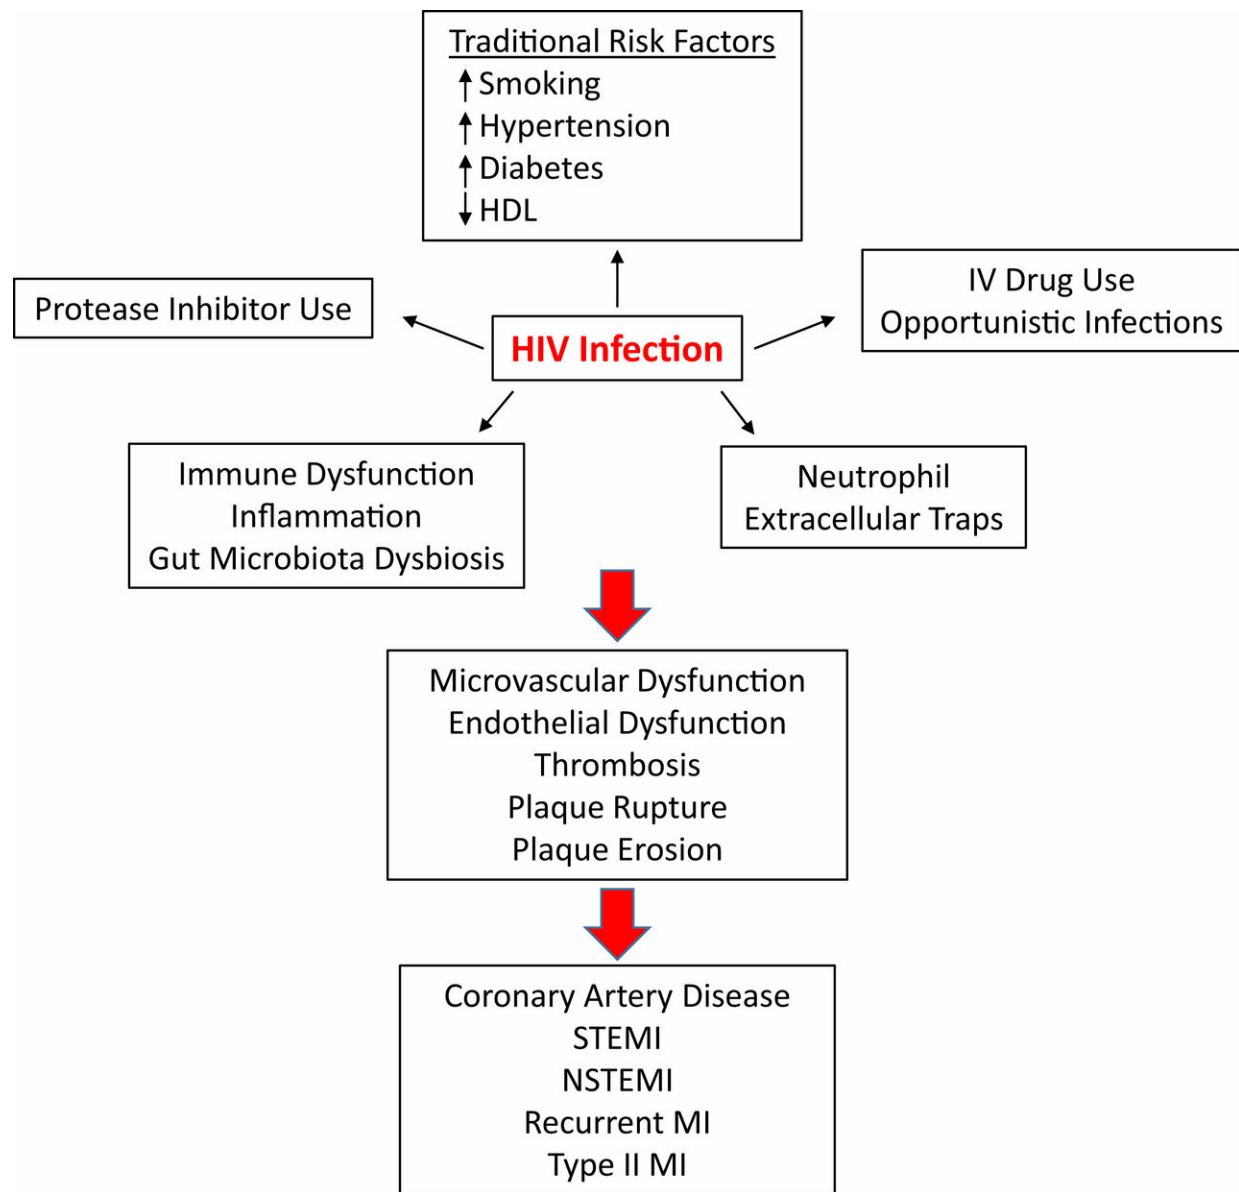 Traditional Risk Factors
↑ Smoking
↑ Hypertension
↑ Diabetes
↓ HDL
Protease Inhibitor Use
HIV Infection
IV Drug Use
Opportunistic Infections
Immune Dysfunction
Inflammation
Gut Microbiota Dysbiosis
Neutrophil
Extracellular Traps
Microvascular Dysfunction
Endothelial Dysfunction
Thrombosis
Plaque Rupture
Plaque Erosion
Coronary Artery Disease
STEMI
NSTEMI
Recurrent MI
Type II MI